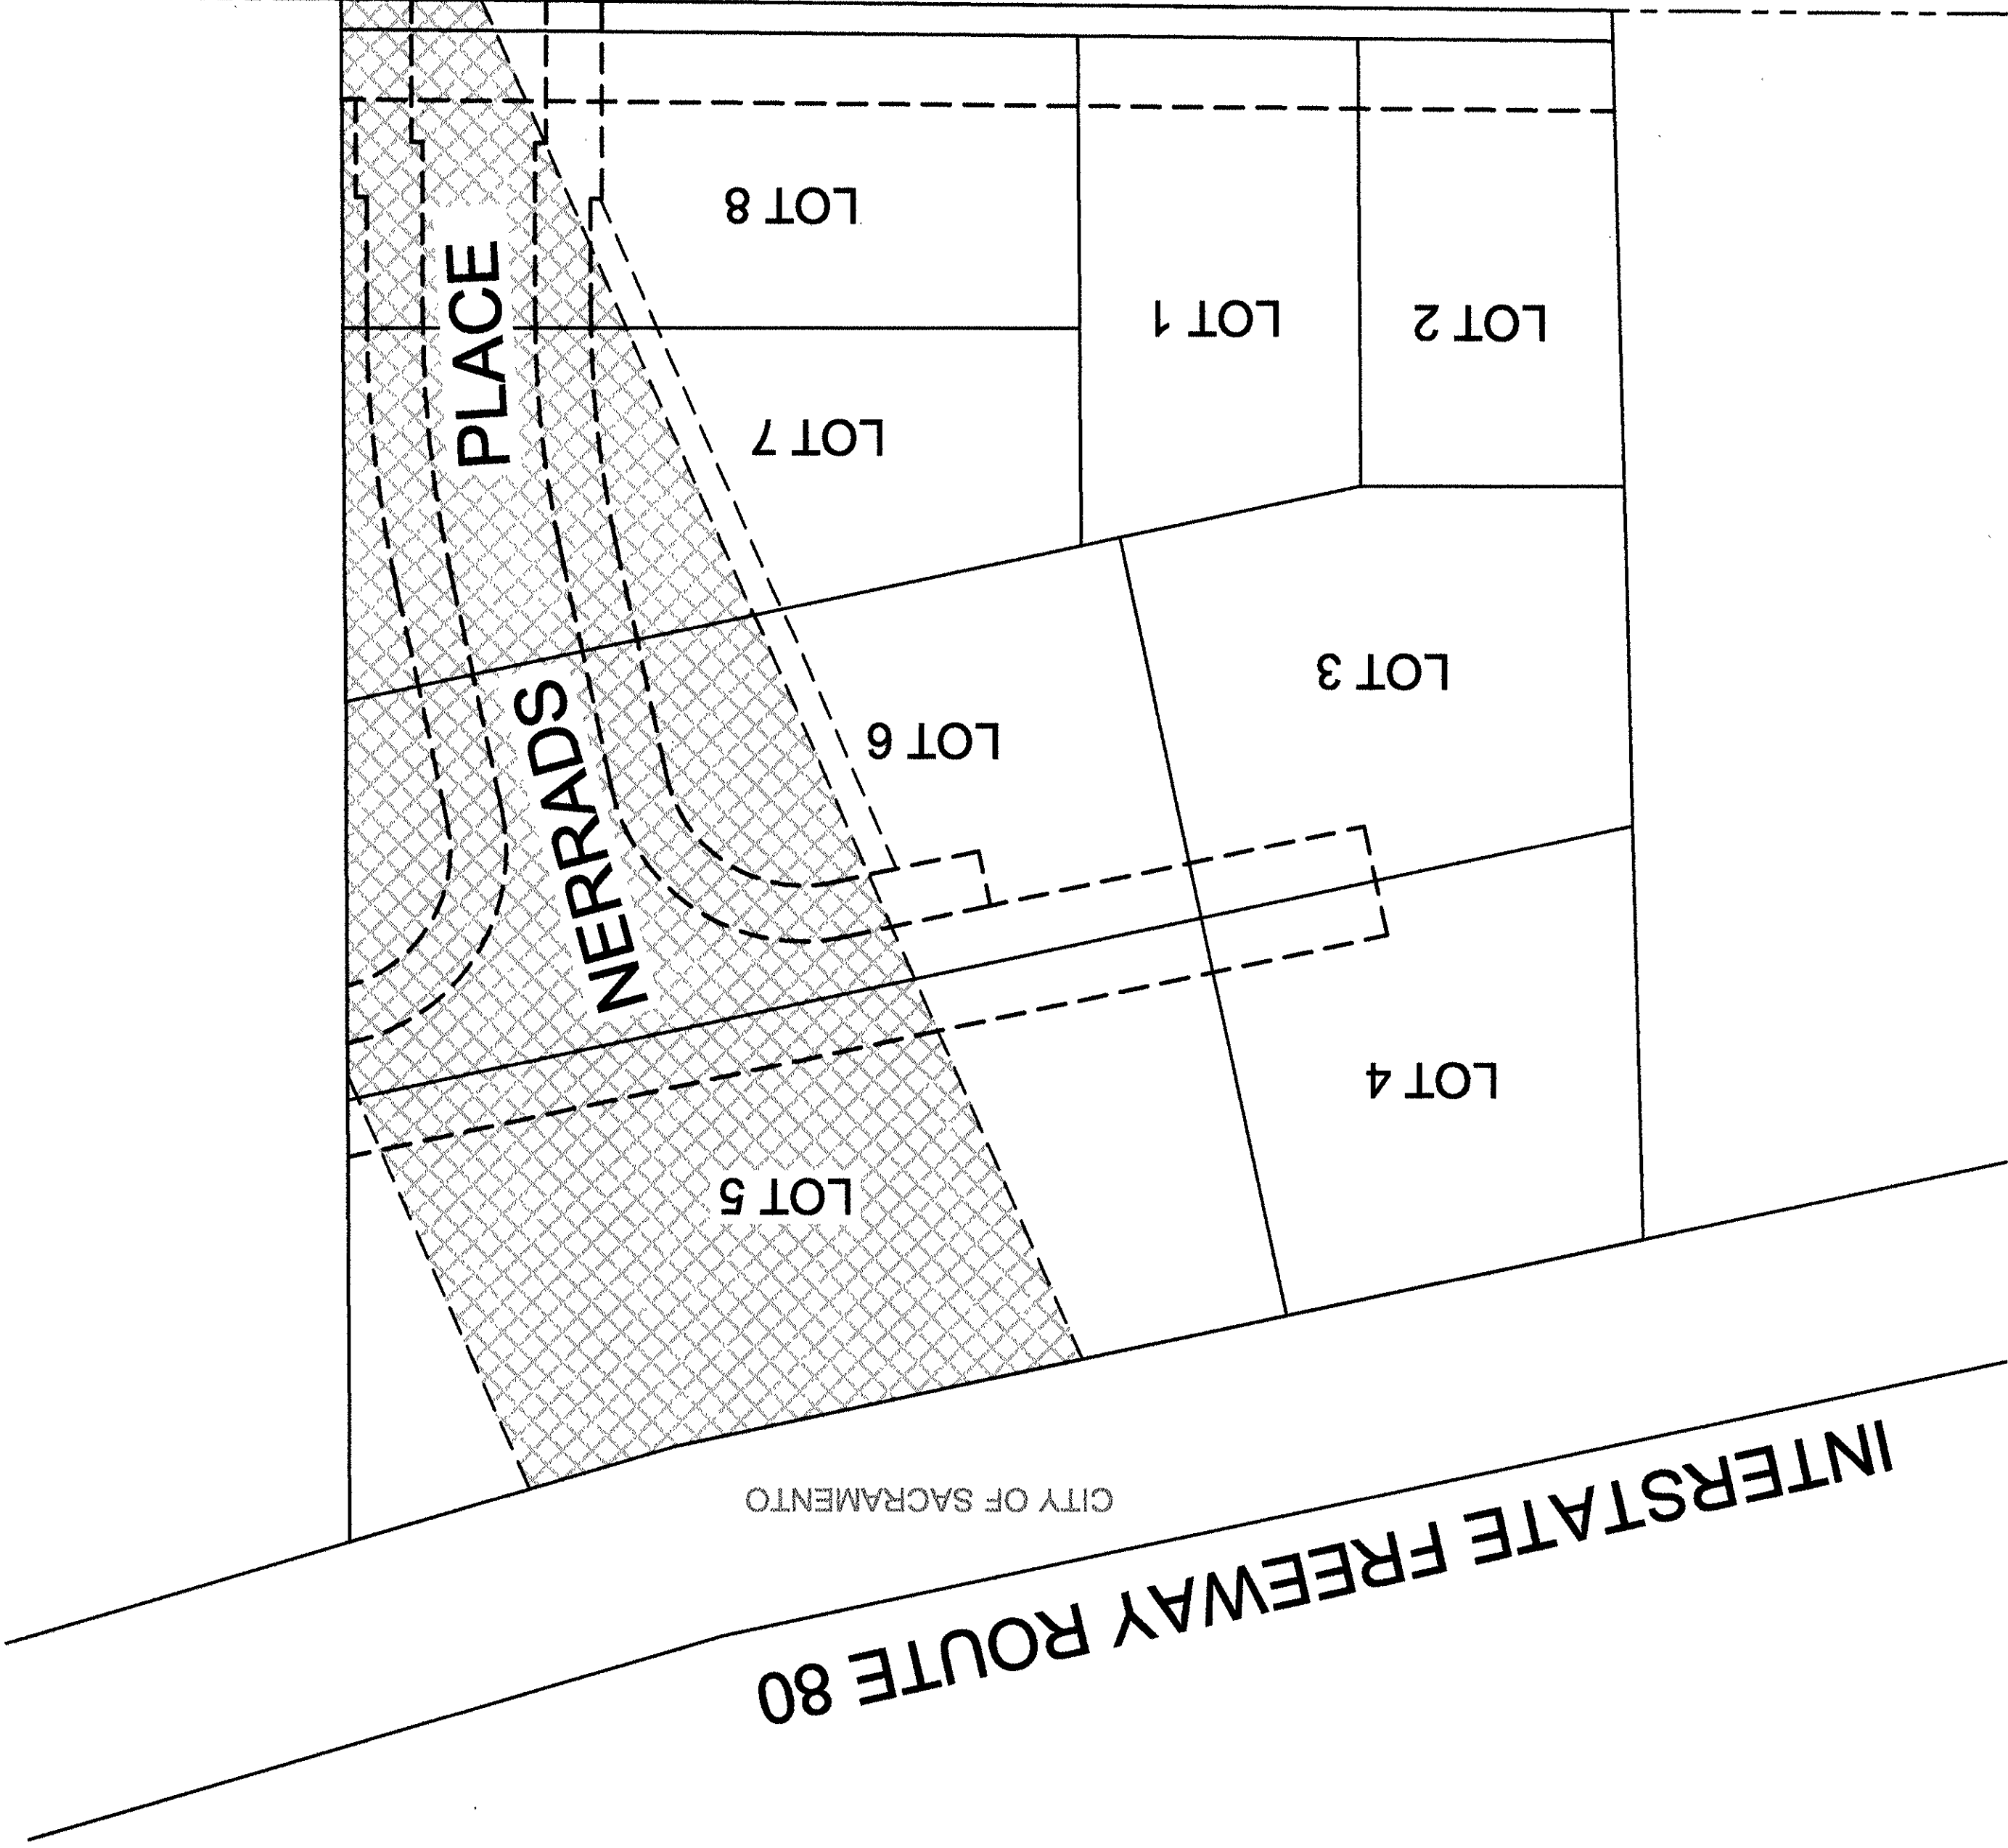 INTERSTATE FREEWAY ROUTE 80
CITY OF SACRAMENTO
LOT 5
LOT 4
LOT 6
LOT 3
LOT 7
LOT 1
LOT 2
LOT 8
NERRADS PLACE